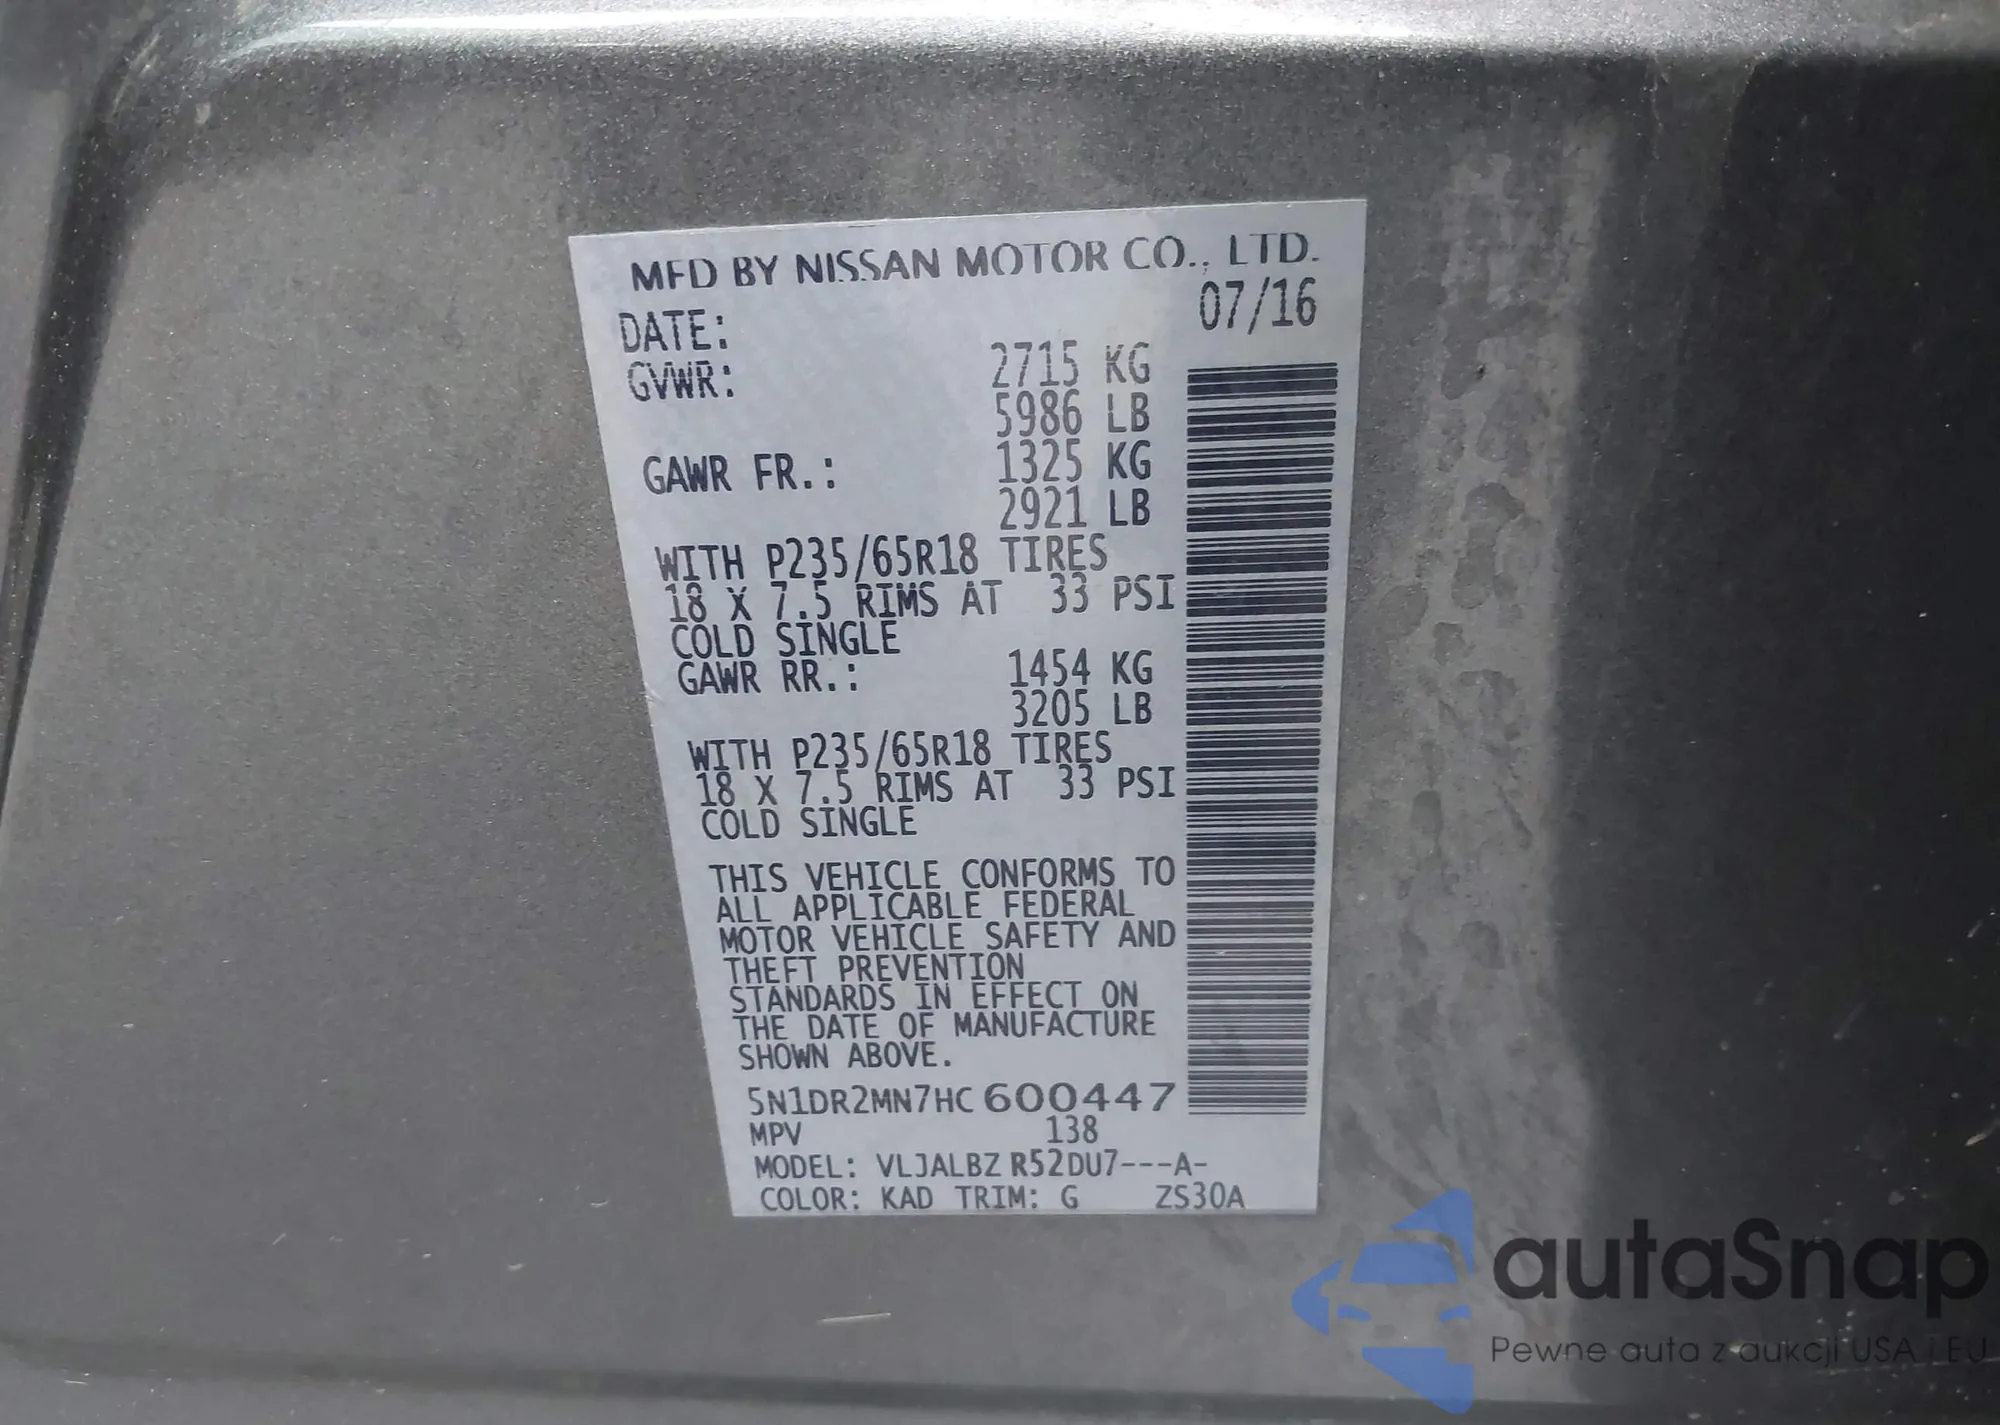 MFD BY NISSAN MOTOR CO., LTD.
DATE: 07/16
GVWR: 2715 KG
5986 LB
GAWR FR.: 1325 KG
2921 LB
WITH P235/65R18 TIRES
18 X 7.5 RIMS AT 33 PSI
COLD SINGLE
GAWR RR.: 1454 KG
3205 LB
WITH P235/65R18 TIRES
18 X 7.5 RIMS AT 33 PSI
COLD SINGLE
THIS VEHICLE CONFORMS TO
ALL APPLICABLE FEDERAL
MOTOR VEHICLE SAFETY AND
THEFT PREVENTION
STANDARDS IN EFFECT ON
THE DATE OF MANUFACTURE
SHOWN ABOVE.
5N1DR2MN7HC600447
MPV 138
MODEL: VLJALBZ R52DU7---A-
COLOR: KAD TRIM: G ZS30A
autaSnap
Pewne auta z aukcji USA i EU